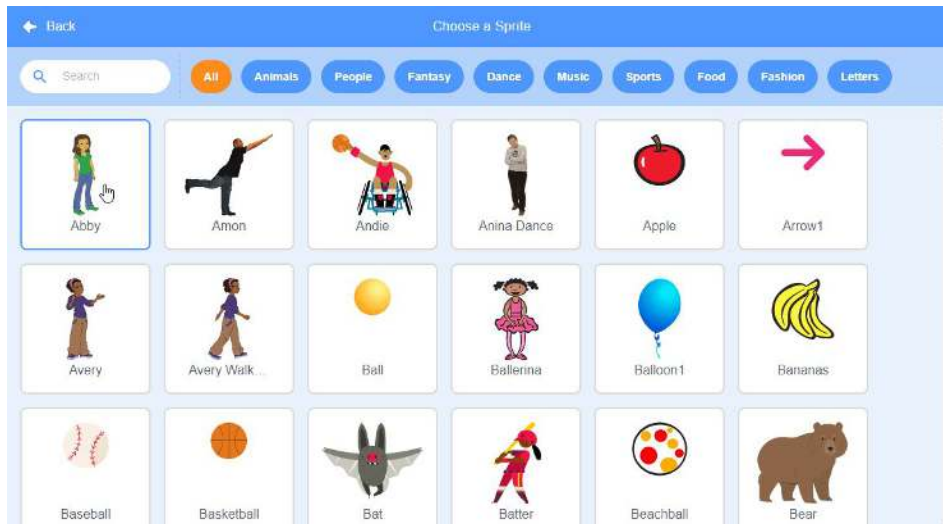 Back
Choose a Sprite
Search
All
Animals
People
Fantasy
Dance
Music
Sports
Food
Fashion
Letters
Abby
Amon
Andie
Anina Dance
Apple
Arrow1
Avery
Avery Walk...
Ball
Ballerina
Balloon1
Bananas
Baseball
Basketball
Bat
Batter
Beachball
Bear